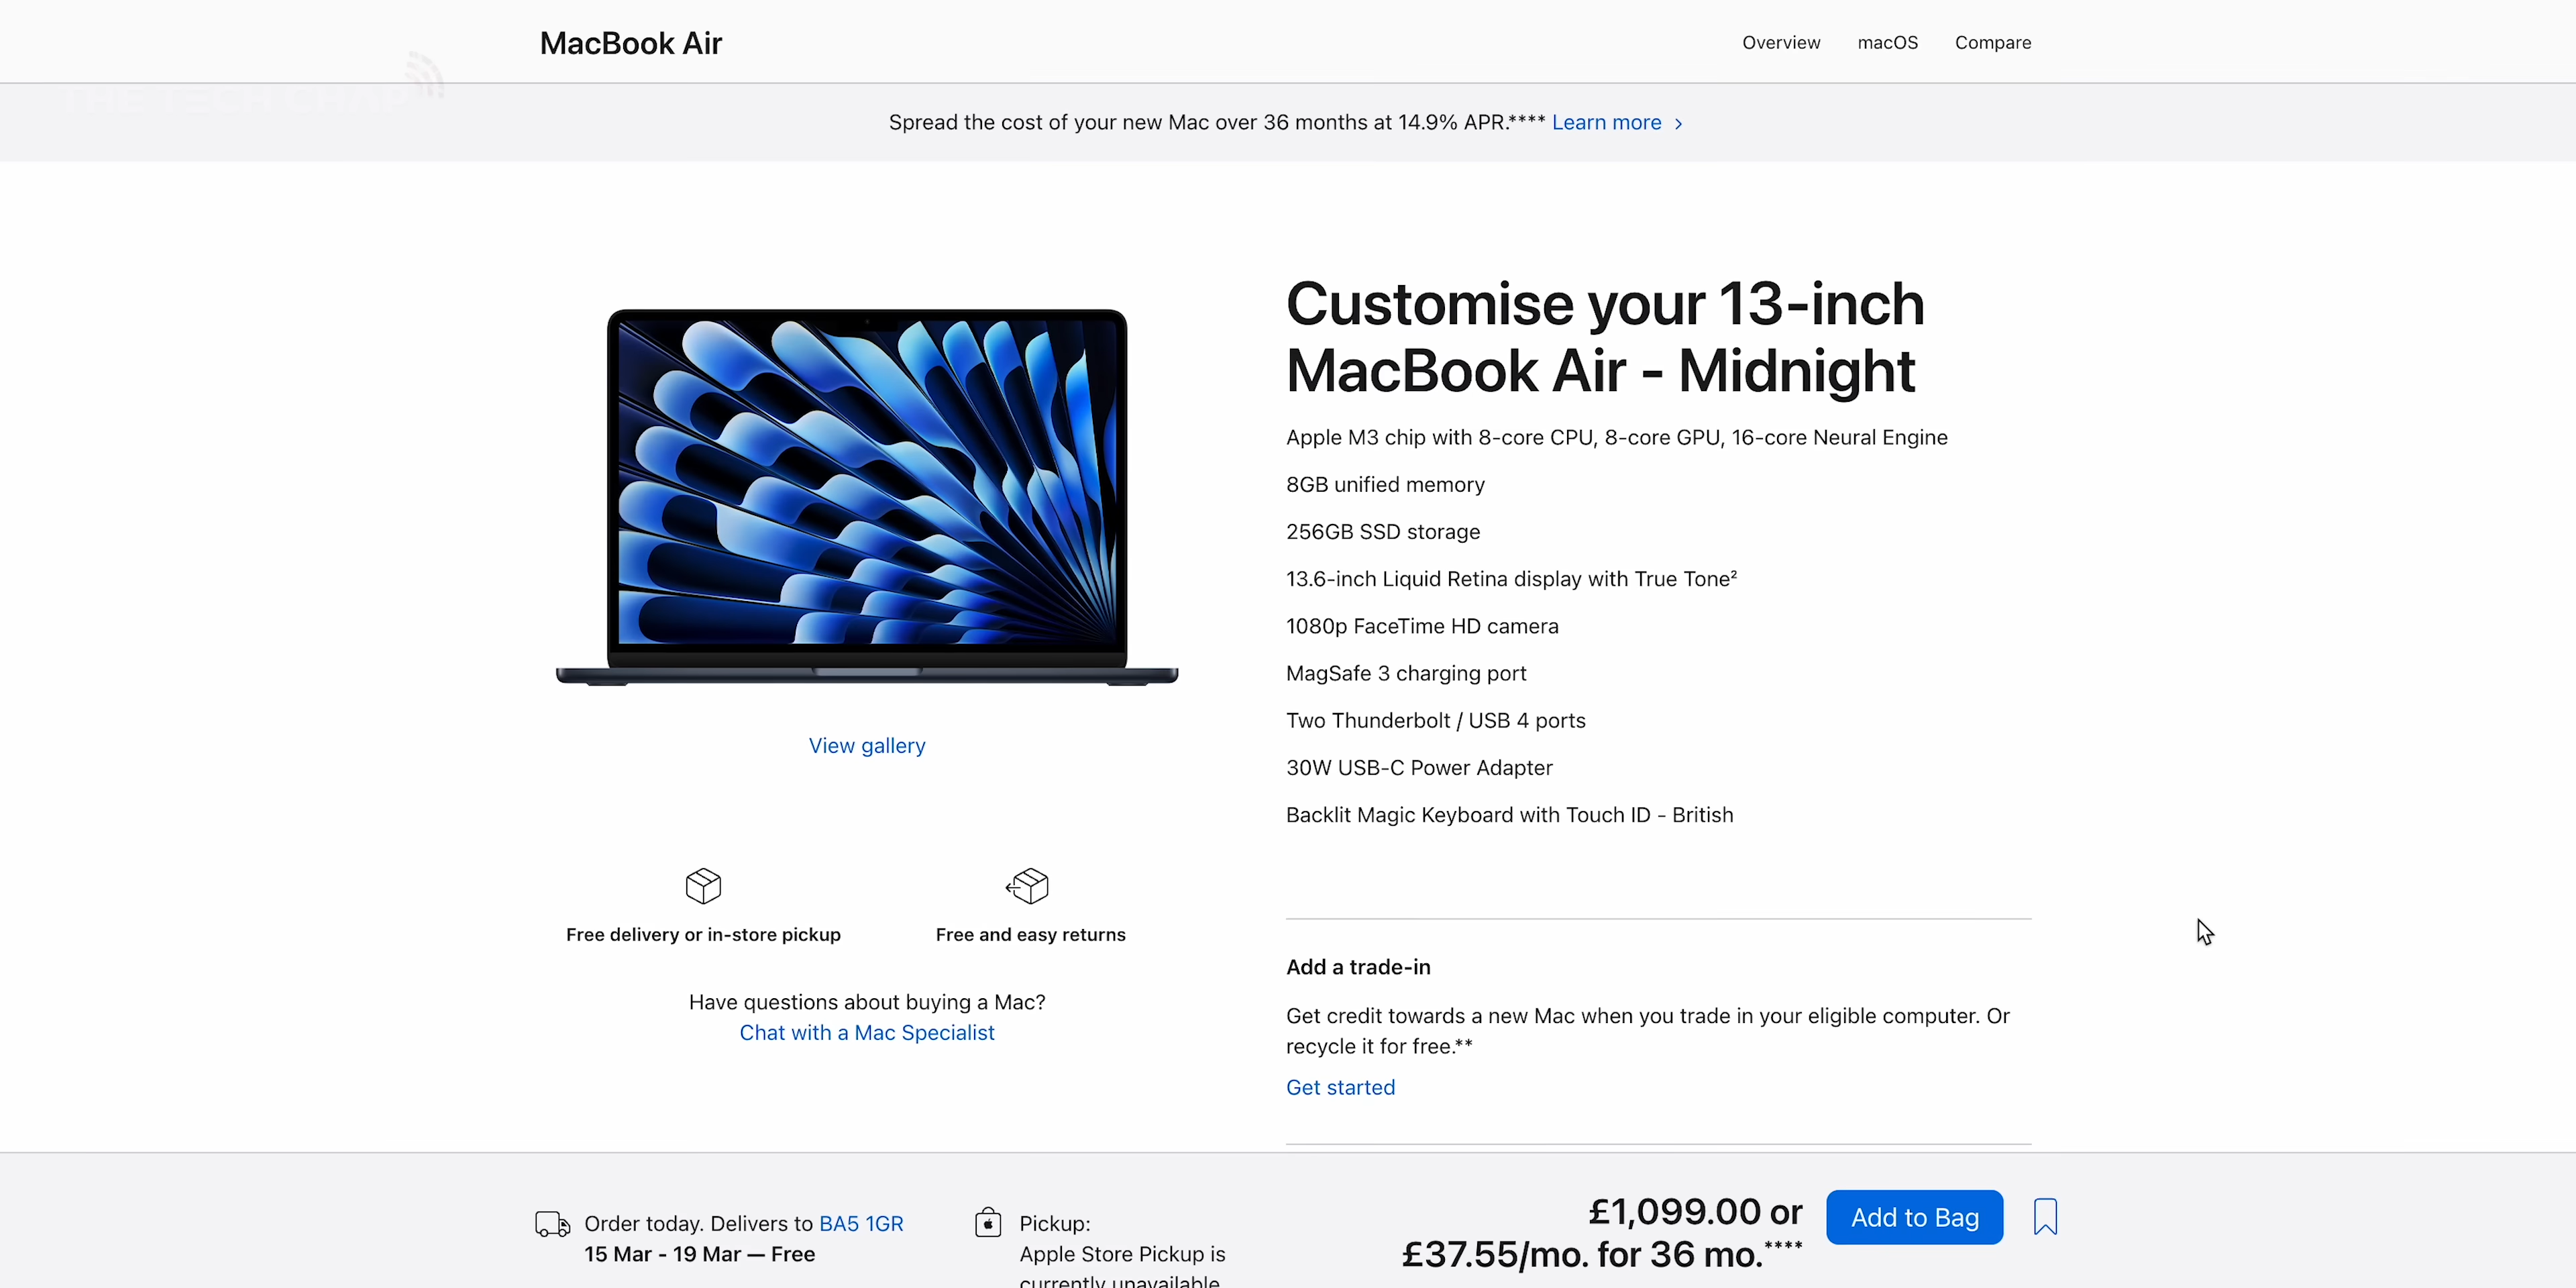 MacBook Air
Overview
macOS
Compare
THE TECH CHAP
Spread the cost of your new Mac over 36 months at 14.9% APR.**** Learn more >
Customise your 13-inch
MacBook Air - Midnight
Apple M3 chip with 8-core CPU, 8-core GPU, 16-core Neural Engine
8GB unified memory
256GB SSD storage
13.6-inch Liquid Retina display with True Tone²
1080p FaceTime HD camera
MagSafe 3 charging port
Two Thunderbolt / USB 4 ports
30W USB-C Power Adapter
Backlit Magic Keyboard with Touch ID - British
View gallery
Free delivery or in-store pickup
Free and easy returns
Have questions about buying a Mac?
Chat with a Mac Specialist
Add a trade-in
Get credit towards a new Mac when you trade in your eligible computer. Or
recycle it for free.**
Get started
Order today. Delivers to BA5 1GR
15 Mar - 19 Mar — Free
Pickup:
Apple Store Pickup is
currently unavailable
£1,099.00 or
£37.55/mo. for 36 mo.****
Add to Bag